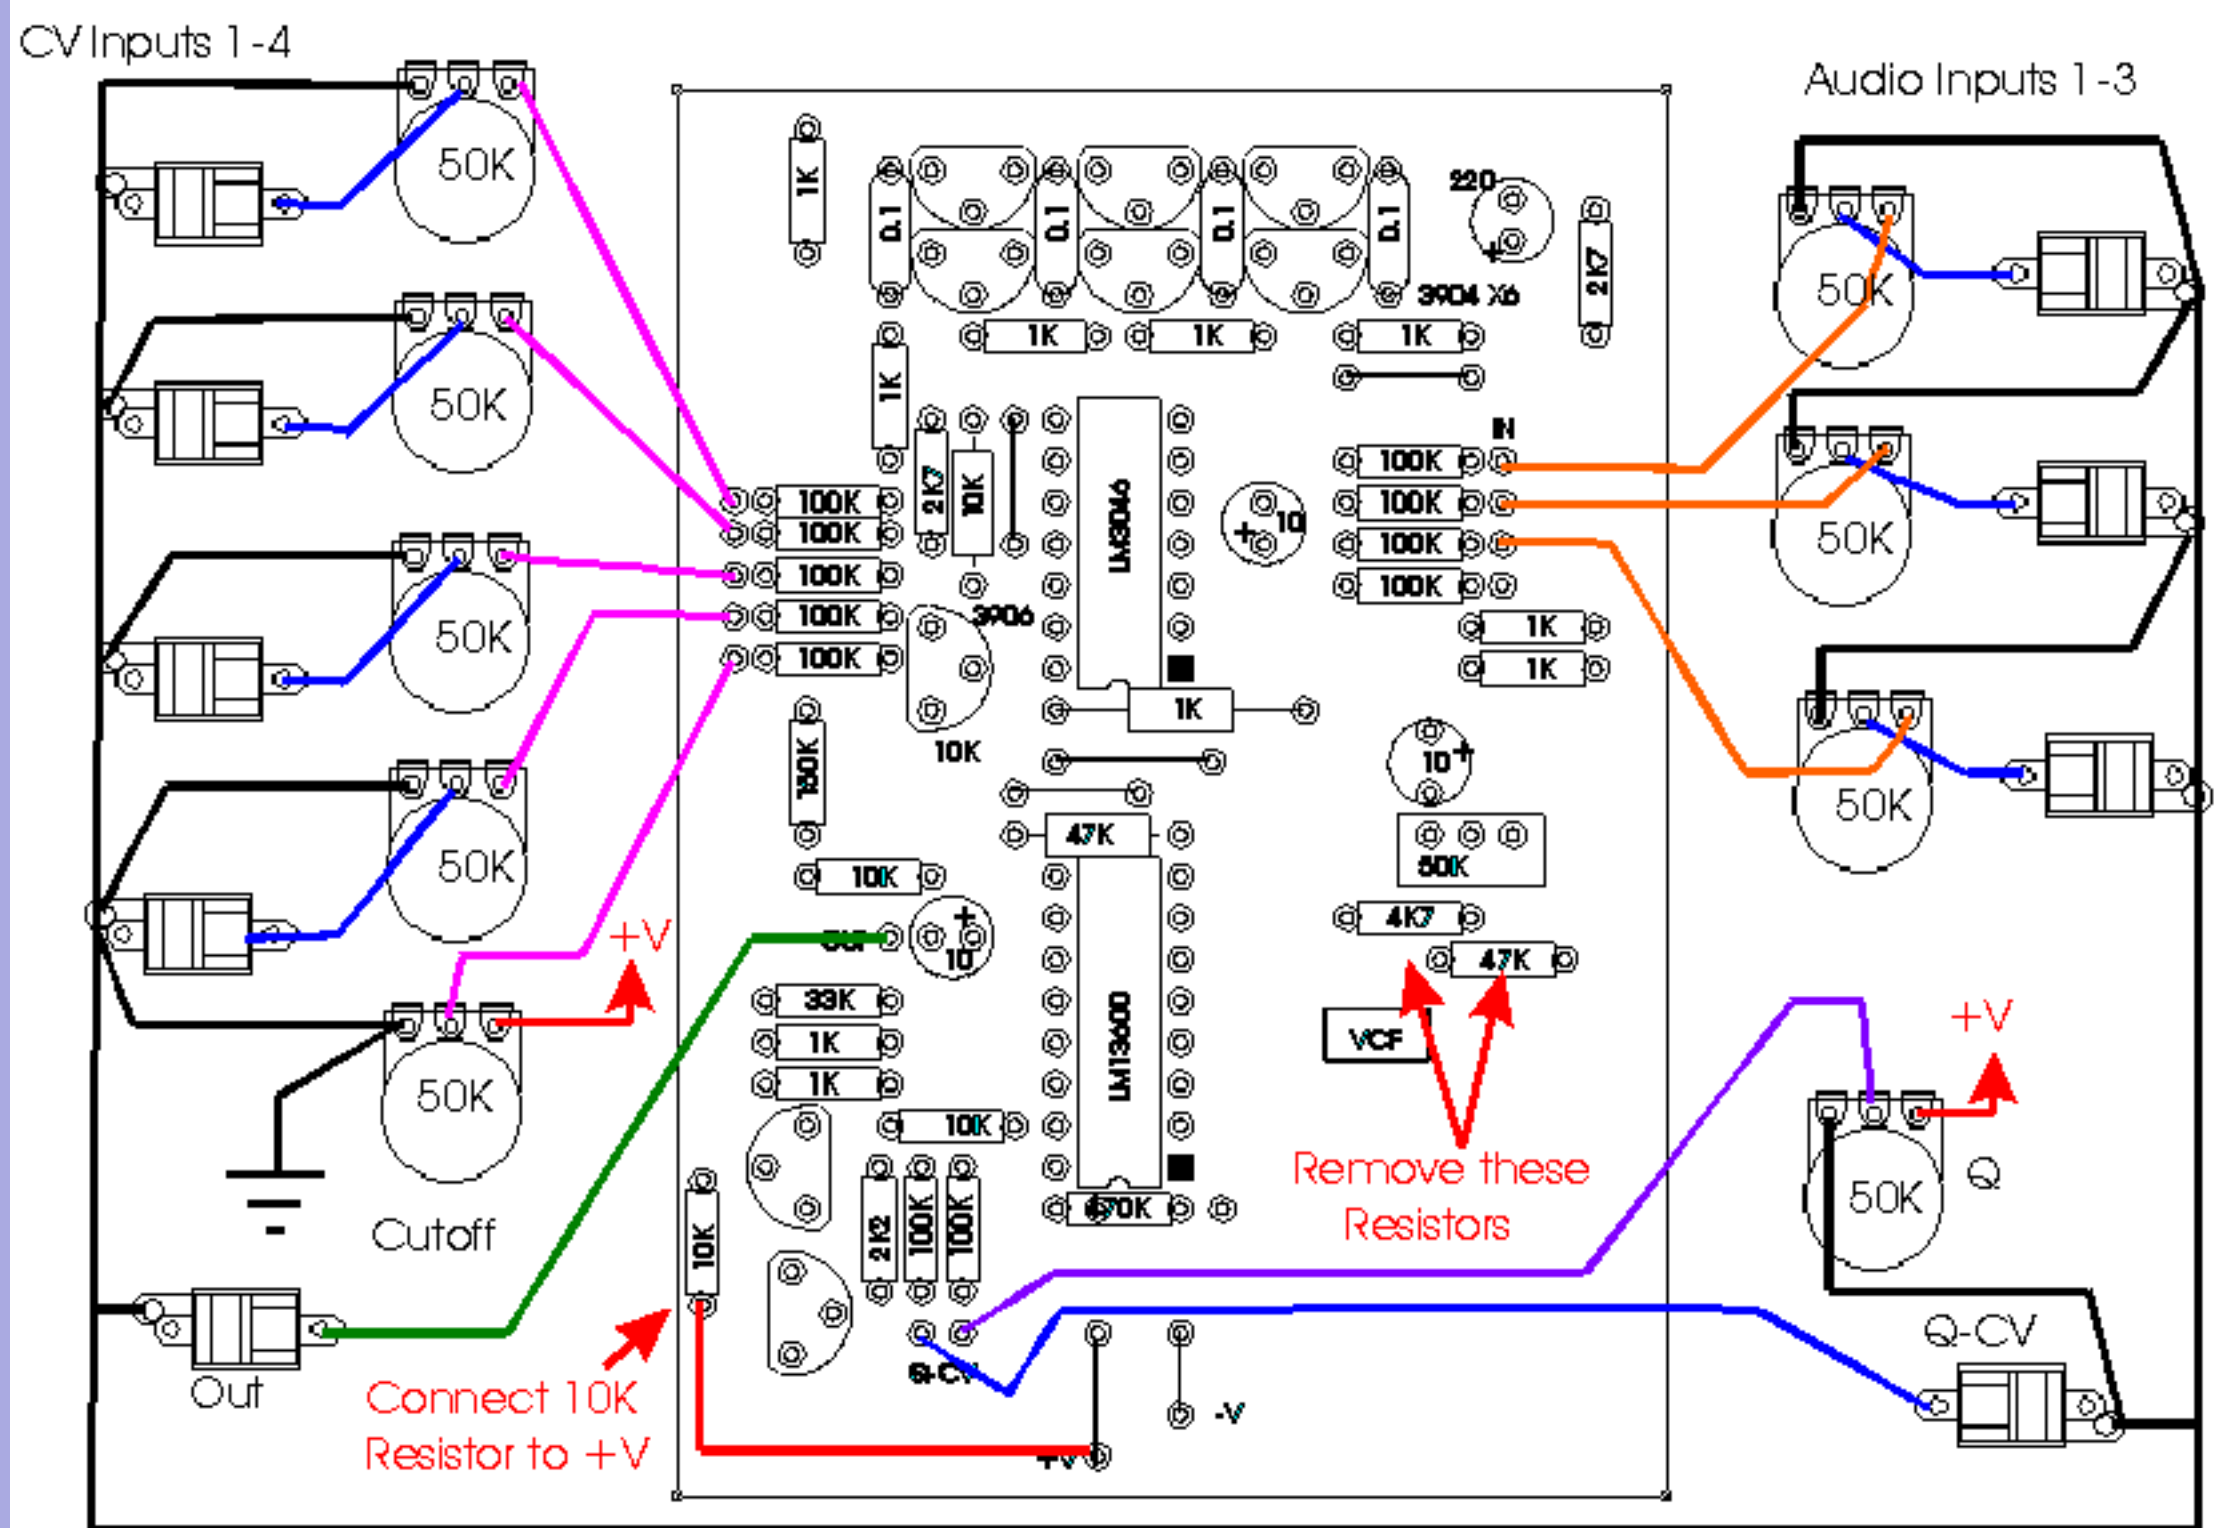 CV Inputs 1-4
Audio Inputs 1-3
50K
50K
50K
50K
50K
Cutoff
+V
Out
Connect 10K
Resistor to +V
1K
0.1
0.1
0.1
0.1
220
+
2K7
3904 X6
1K
1K
1K
1K
2K7
10K
LM3046
+
10
IN
100K
100K
100K
100K
100K
100K
100K
100K
100K
3906
1K
1K
1K
10K
150K
10
+
47K
50K
10K
4K7
47K
+
10
33K
1K
1K
LM13600
VCF
Remove these
Resistors
10K
10K
2K2
100K
100K
470K
-V
+V
50K
50K
50K
+V
Q
50K
Q-CV